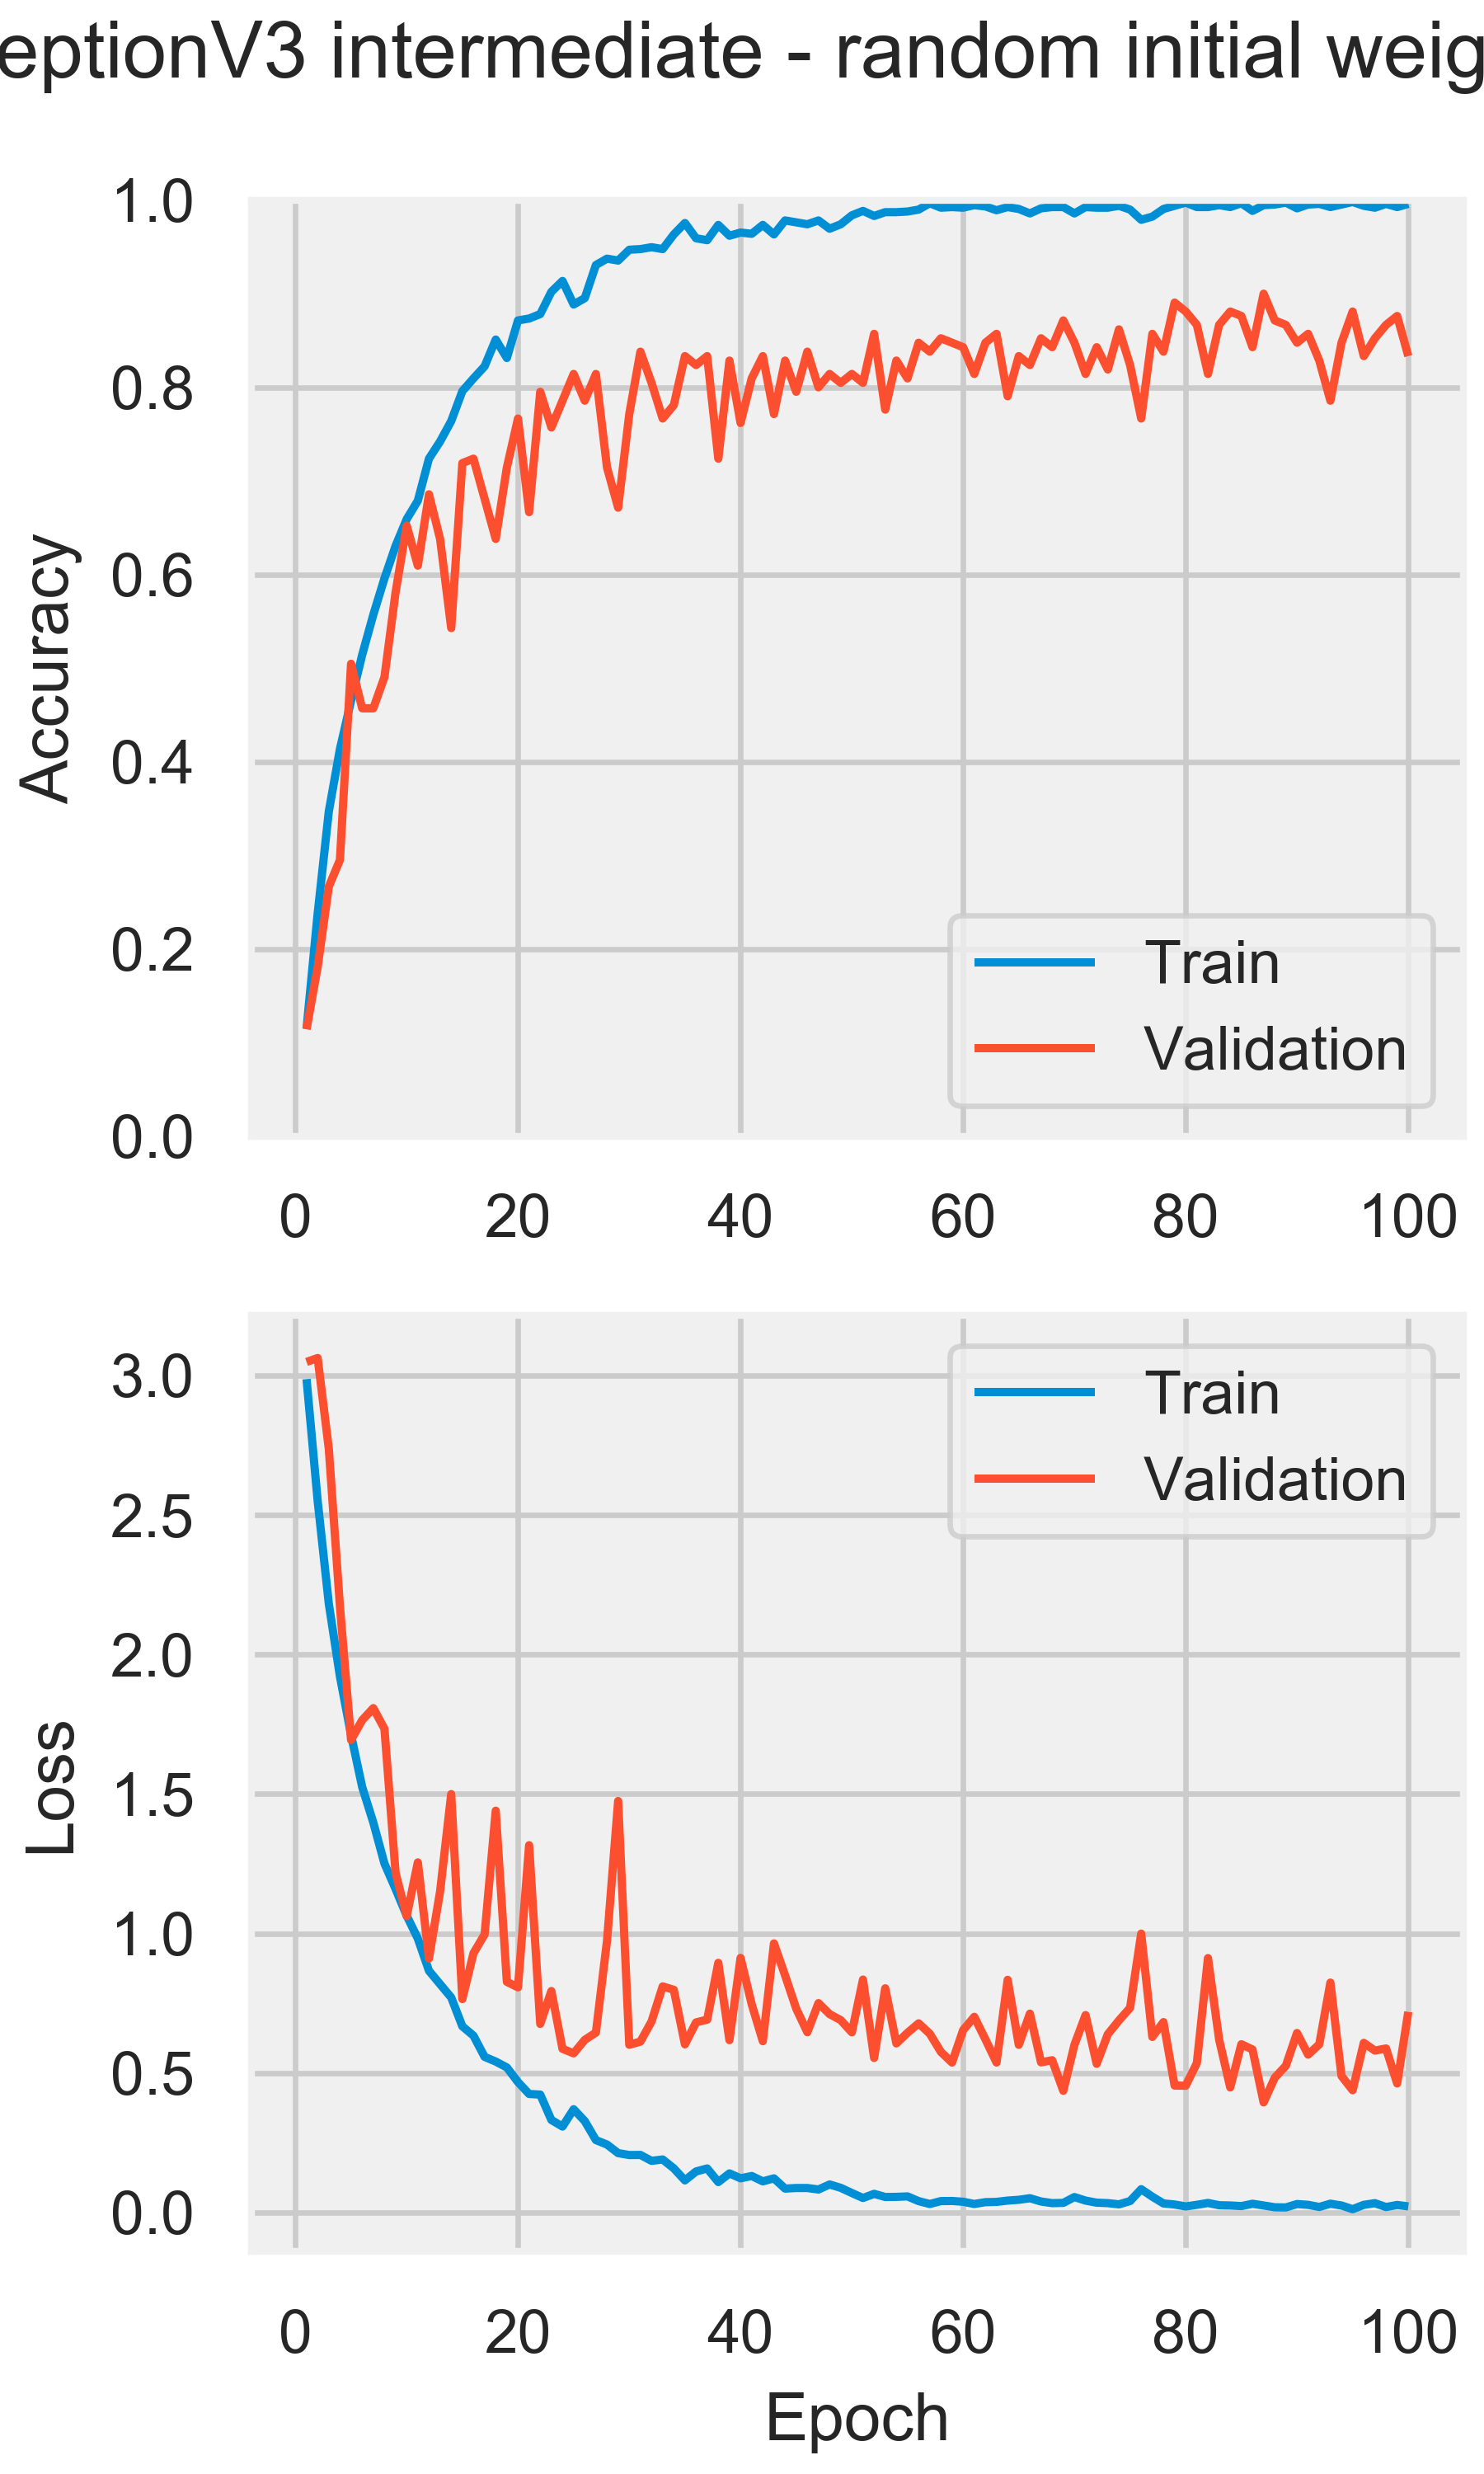 eptionV3 intermediate - random initial weig
1.0
0.8
0.6
0.4
0.2
0.0
Accuracy
Train
Validation
0 20 40 60 80 100
3.0
2.5
2.0
1.5
1.0
0.5
0.0
Loss
Train
Validation
0 20 40 60 80 100
Epoch